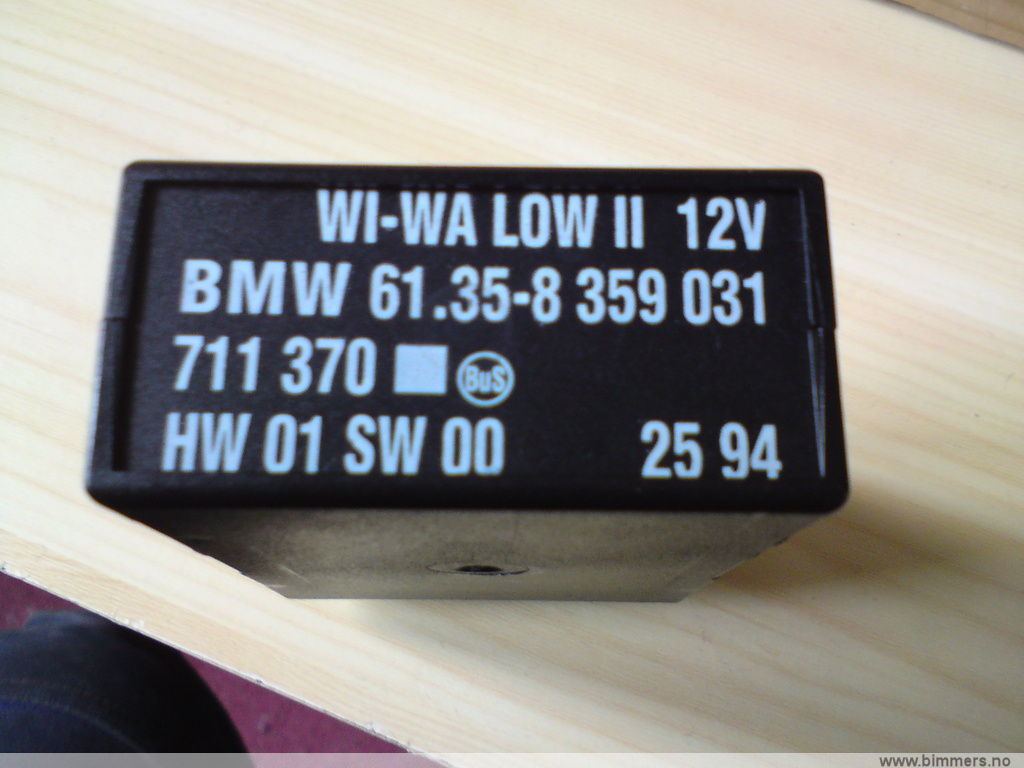 WI-WA LOW II 12V
BMW 61.35-8 359 031
711 370 BuS
HW 01 SW 00 25 94
www.bimmers.no